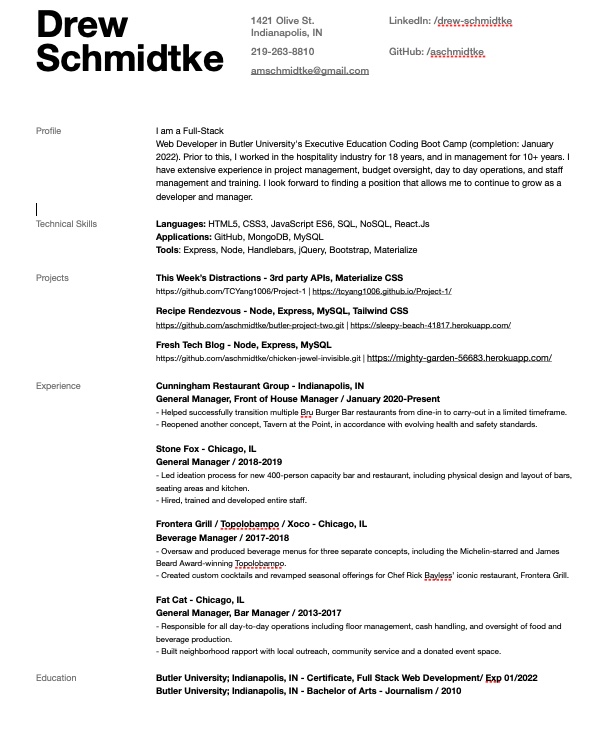 Drew
Schmidtke
1421 Olive St.
Indianapolis, IN
219-263-8810
amschmidtke@gmail.com
LinkedIn: /drew-schmidtke
GitHub: /aschmidtke
Profile
I am a Full-Stack
Web Developer in Butler University's Executive Education Coding Boot Camp (completion: January
2022). Prior to this, I worked in the hospitality industry for 18 years, and in management for 10+ years. I
have extensive experience in project management, budget oversight, day to day operations, and staff
management and training. I look forward to finding a position that allows me to continue to grow as a
developer and manager.
Technical Skills
Languages: HTML5, CSS3, JavaScript ES6, SQL, NoSQL, React.Js
Applications: GitHub, MongoDB, MySQL
Tools: Express, Node, Handlebars, jQuery, Bootstrap, Materialize
Projects
This Week's Distractions - 3rd party APIs, Materialize CSS
https://github.com/TCYang1006/Project-1 | https://tcyang1006.github.io/Project-1/
Recipe Rendezvous - Node, Express, MySQL, Tailwind CSS
https://github.com/aschmidtke/butler-project-two.git | https://sleepy-beach-41817.herokuapp.com/
Fresh Tech Blog - Node, Express, MySQL
https://github.com/aschmidtke/chicken-jewel-invisible.git | https://mighty-garden-56683.herokuapp.com/
Experience
Cunningham Restaurant Group - Indianapolis, IN
General Manager, Front of House Manager / January 2020-Present
- Helped successfully transition multiple Bru Burger Bar restaurants from dine-in to carry-out in a limited timeframe.
- Reopened another concept, Tavern at the Point, in accordance with evolving health and safety standards.
Stone Fox - Chicago, IL
General Manager / 2018-2019
- Led ideation process for new 400-person capacity bar and restaurant, including physical design and layout of bars,
seating areas and kitchen.
- Hired, trained and developed entire staff.
Frontera Grill / Topolobampo / Xoco - Chicago, IL
Beverage Manager / 2017-2018
- Oversaw and produced beverage menus for three separate concepts, including the Michelin-starred and James
Beard Award-winning Topolobampo.
- Created custom cocktails and revamped seasonal offerings for Chef Rick Bayless' iconic restaurant, Frontera Grill.
Fat Cat - Chicago, IL
General Manager, Bar Manager / 2013-2017
- Responsible for all day-to-day operations including floor management, cash handling, and oversight of food and
beverage production.
- Built neighborhood rapport with local outreach, community service and a donated event space.
Education
Butler University; Indianapolis, IN - Certificate, Full Stack Web Development/ Exp 01/2022
Butler University; Indianapolis, IN - Bachelor of Arts - Journalism / 2010